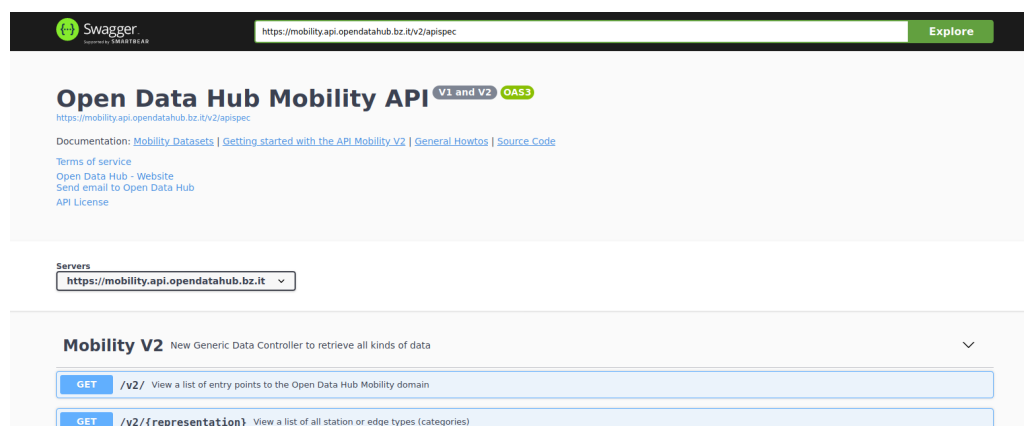 Swagger.
Supported by SMARTBEAR
https://mobility.api.opendatahub.bz.it/v2/apispec
Explore
Open Data Hub Mobility API V1 and V2 OAS3
https://mobility.api.opendatahub.bz.it/v2/apispec
Documentation: Mobility Datasets | Getting started with the API Mobility V2 | General Howtos | Source Code
Terms of service
Open Data Hub - Website
Send email to Open Data Hub
API License
Servers
https://mobility.api.opendatahub.bz.it
Mobility V2 New Generic Data Controller to retrieve all kinds of data
GET /v2/ View a list of entry points to the Open Data Hub Mobility domain
GET /v2/{representation} View a list of all station or edge types (categories)